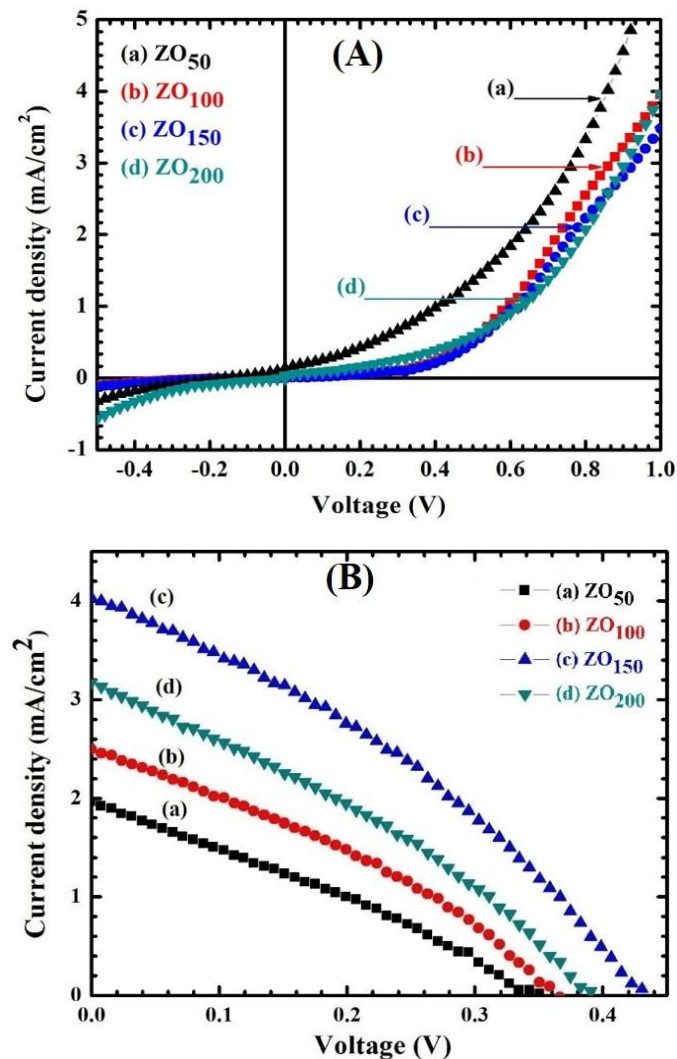 (A)
(a) ZO50
(b) ZO100
(c) ZO150
(d) ZO200
(a)
(b)
(c)
(d)
5
4
3
2
1
0
-1
Current density (mA/cm2)
-0.4 -0.2 0.0 0.2 0.4 0.6 0.8 1.0
Voltage (V)
(B)
(a) ZO50
(b) ZO100
(c) ZO150
(d) ZO200
(c)
(d)
(b)
(a)
4
3
2
1
0
Current density (mA/cm2)
0.0 0.1 0.2 0.3 0.4
Voltage (V)